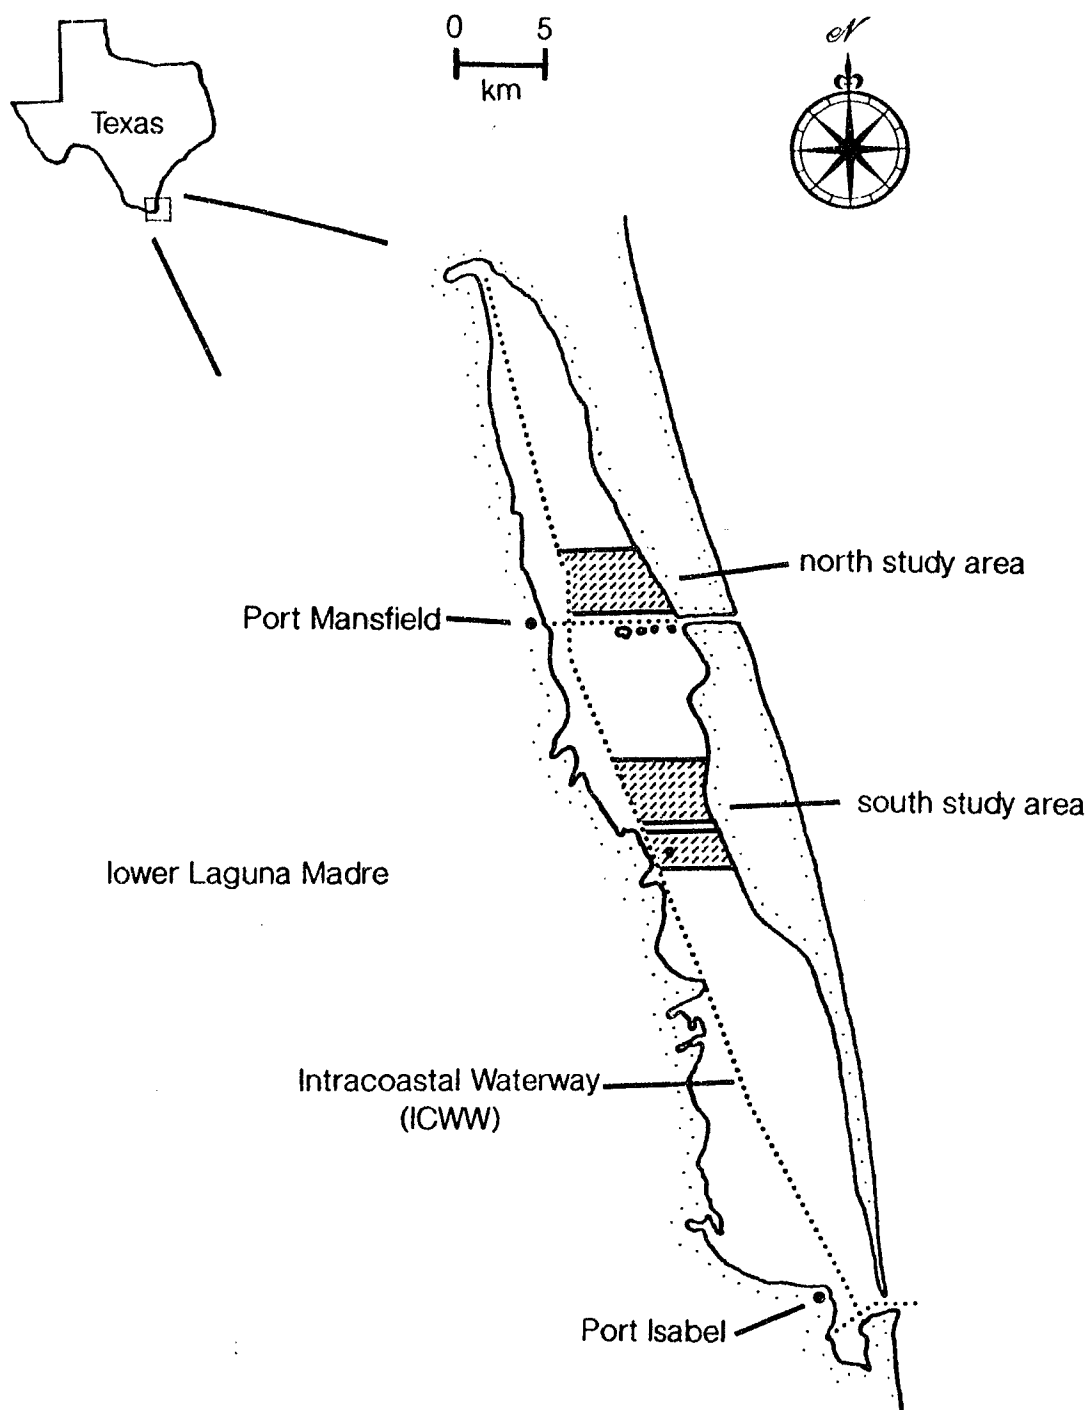 0 5
km
N
Texas
north study area
Port Mansfield
south study area
lower Laguna Madre
Intracoastal Waterway
(ICWW)
Port Isabel